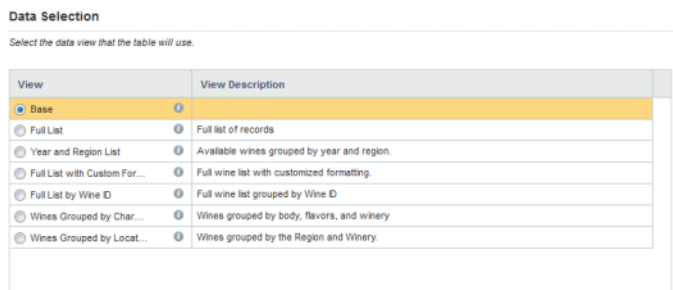 Data Selection
Select the data view that the table will use.
View View Description
Base
Full List Full list of records
Year and Region List Available wines grouped by year and region.
Full List with Custom For... Full wine list with customized formatting.
Full List by Wine ID Full wine list grouped by Wine ID
Wines Grouped by Char... Wines grouped by body, flavors, and winery
Wines Grouped by Locat... Wines grouped by the Region and Winery.